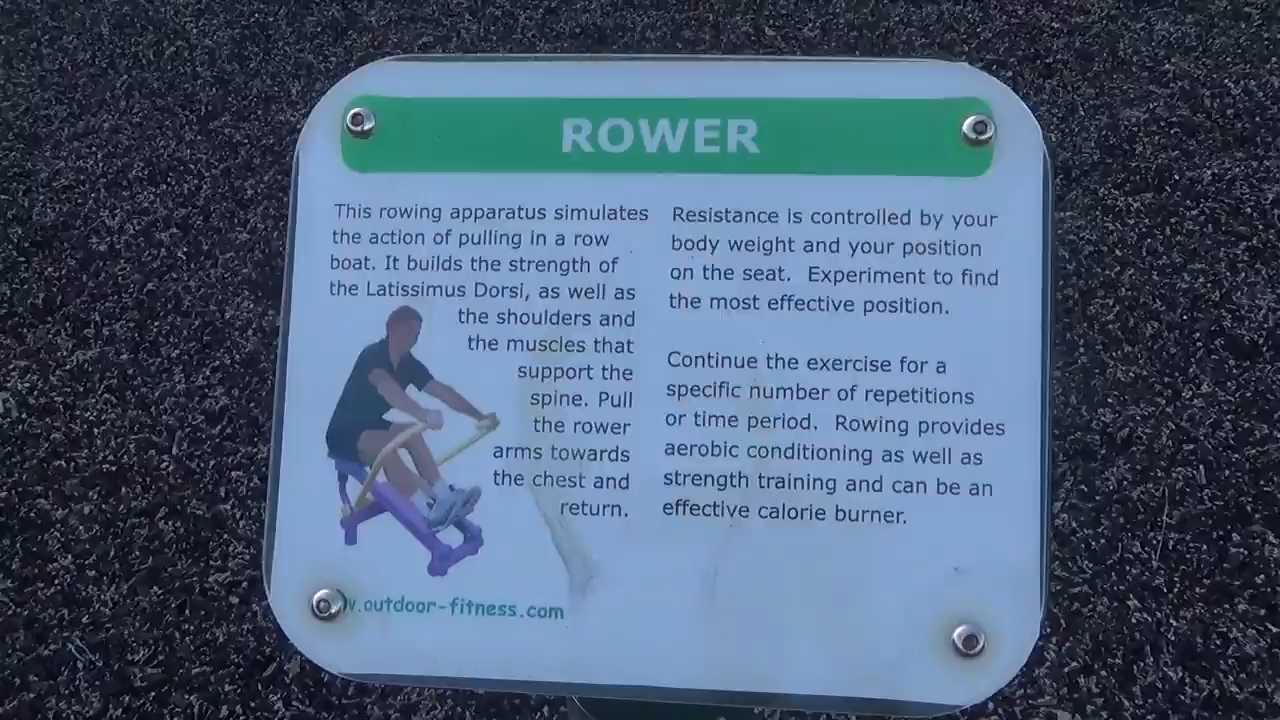 ROWER
This rowing apparatus simulates
the action of pulling in a row
boat. It builds the strength of
the Latissimus Dorsi, as well as
the shoulders and
the muscles that
support the
spine. Pull
the rower
arms towards
the chest and
return.
Resistance is controlled by your
body weight and your position
on the seat. Experiment to find
the most effective position.
Continue the exercise for a
specific number of repetitions
or time period. Rowing provides
aerobic conditioning as well as
strength training and can be an
effective calorie burner.
.outdoor-fitness.com